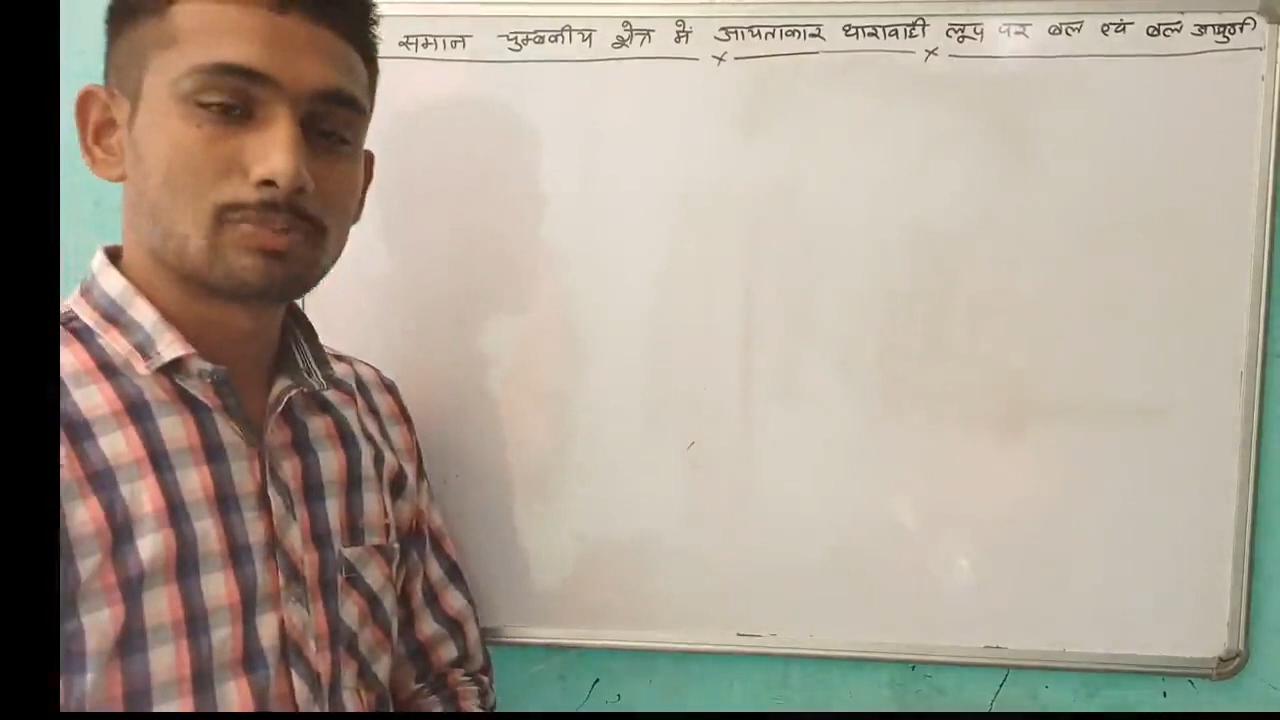 समान चुम्बकीय क्षेत्र में आयताकार धारावाही लूप पर बल एवं बल आघूर्ण